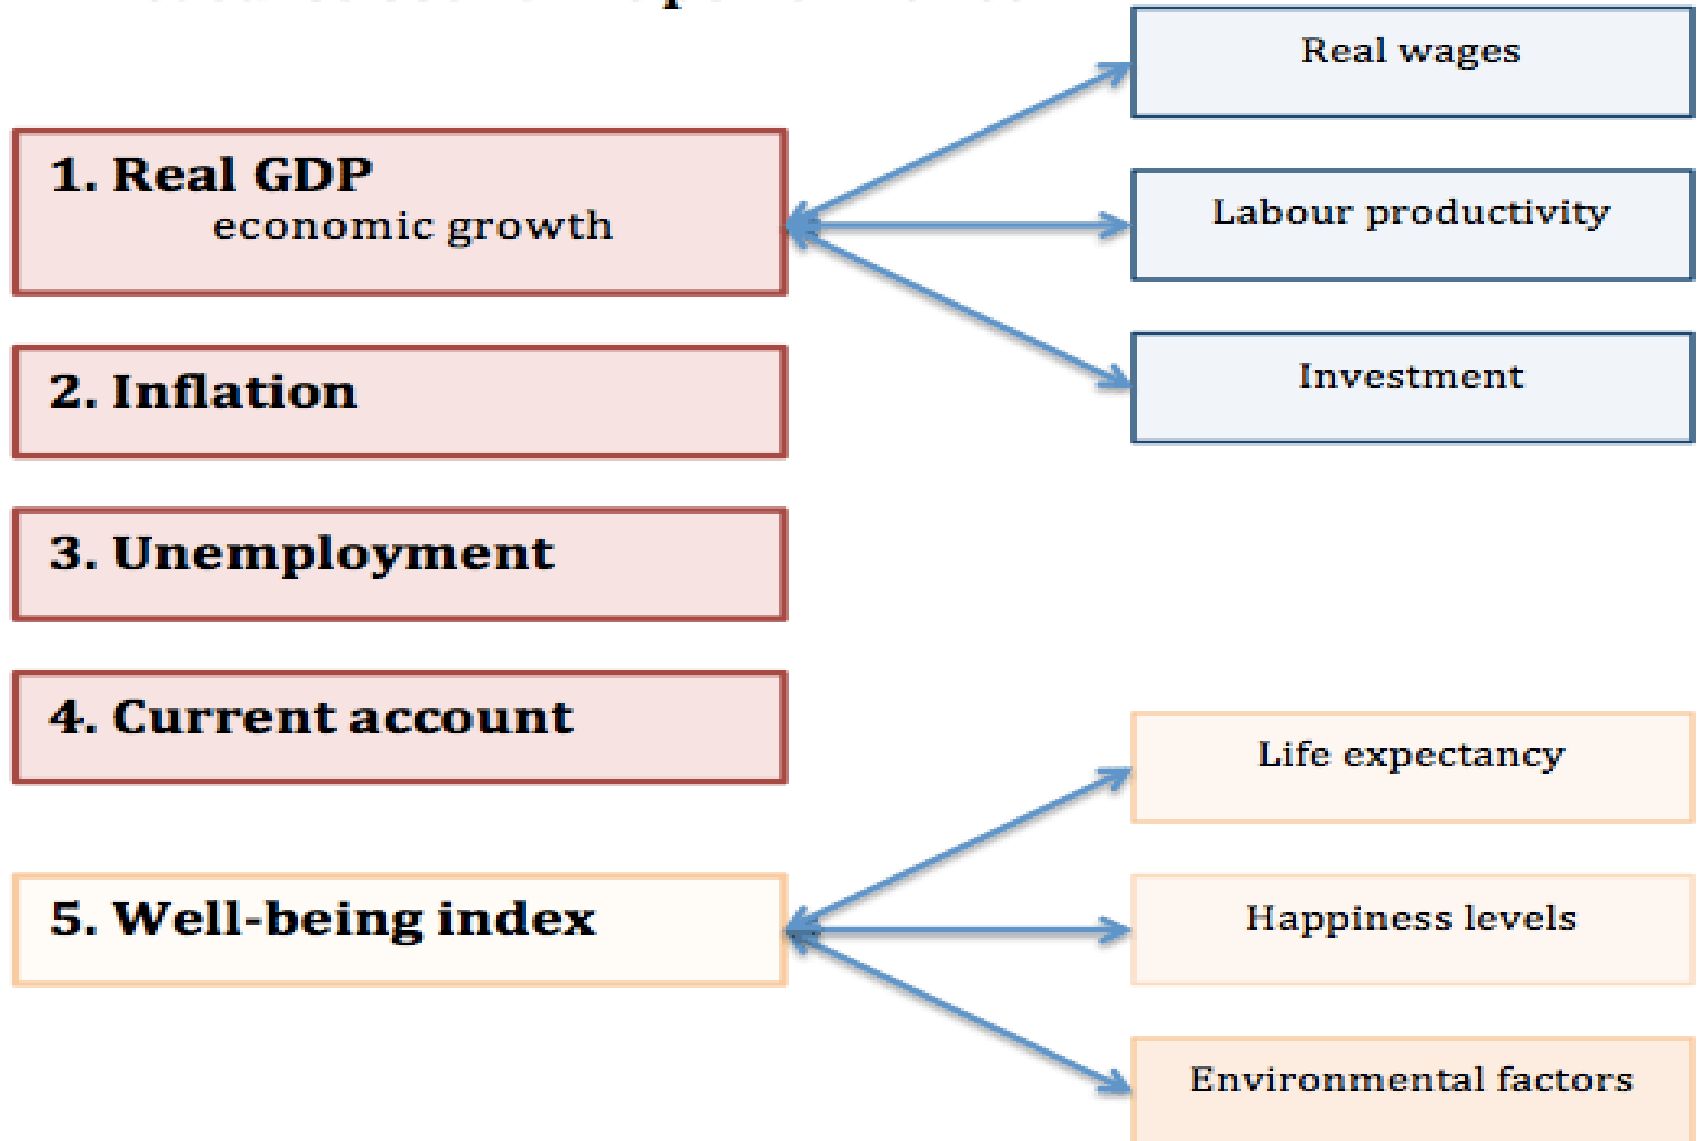 1. Real GDP
economic growth
2. Inflation
3. Unemployment
4. Current account
5. Well-being index
Real wages
Labour productivity
Investment
Life expectancy
Happiness levels
Environmental factors